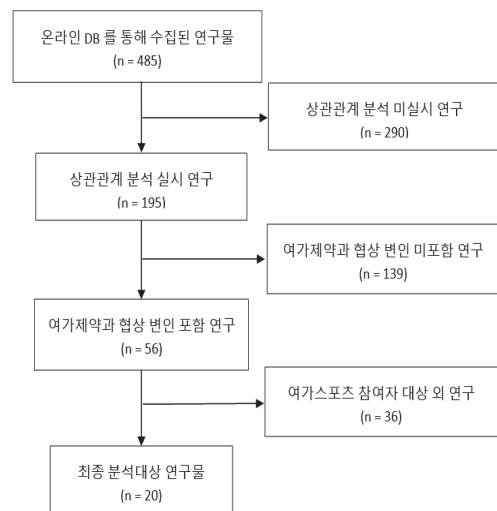 온라인 DB 를 통해 수집된 연구물
(n = 485)
상관관계 분석 미실시 연구
(n = 290)
상관관계 분석 실시 연구
(n = 195)
여가제약과 협상 변인 미포함 연구
(n = 139)
여가제약과 협상 변인 포함 연구
(n = 56)
여가스포츠 참여자 대상 외 연구
(n = 36)
최종 분석대상 연구물
(n = 20)